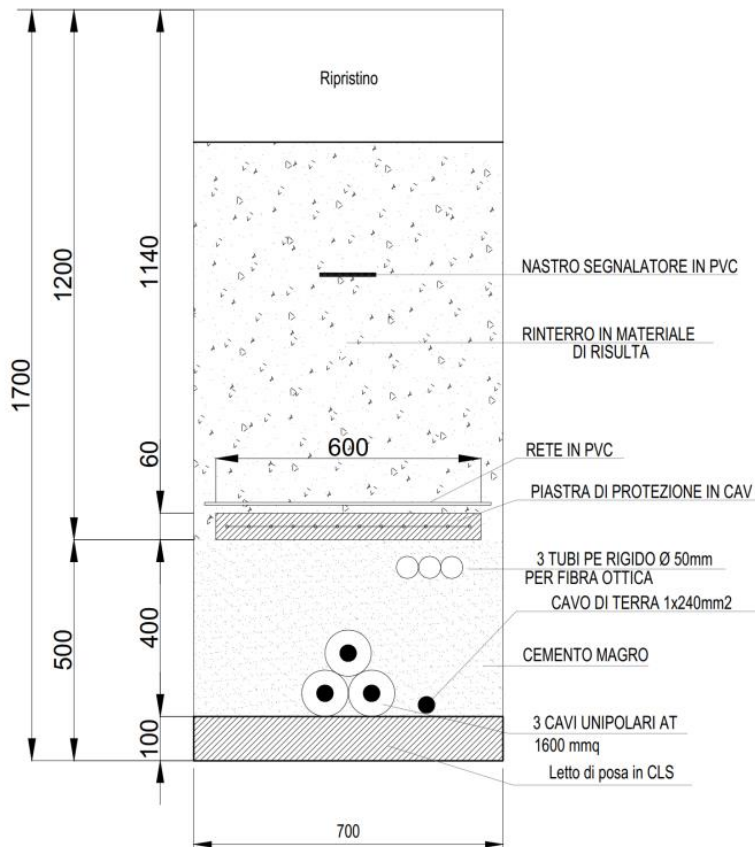 Ripristino
1700
1200
1140
60
500
400
100
600
700
NASTRO SEGNALATORE IN PVC
RINTERRO IN MATERIALE
DI RISULTA
RETE IN PVC
PIASTRA DI PROTEZIONE IN CAV
3 TUBI PE RIGIDO Ø 50mm
PER FIBRA OTTICA
CAVO DI TERRA 1x240mm2
CEMENTO MAGRO
3 CAVI UNIPOLARI AT
1600 mmq
Letto di posa in CLS